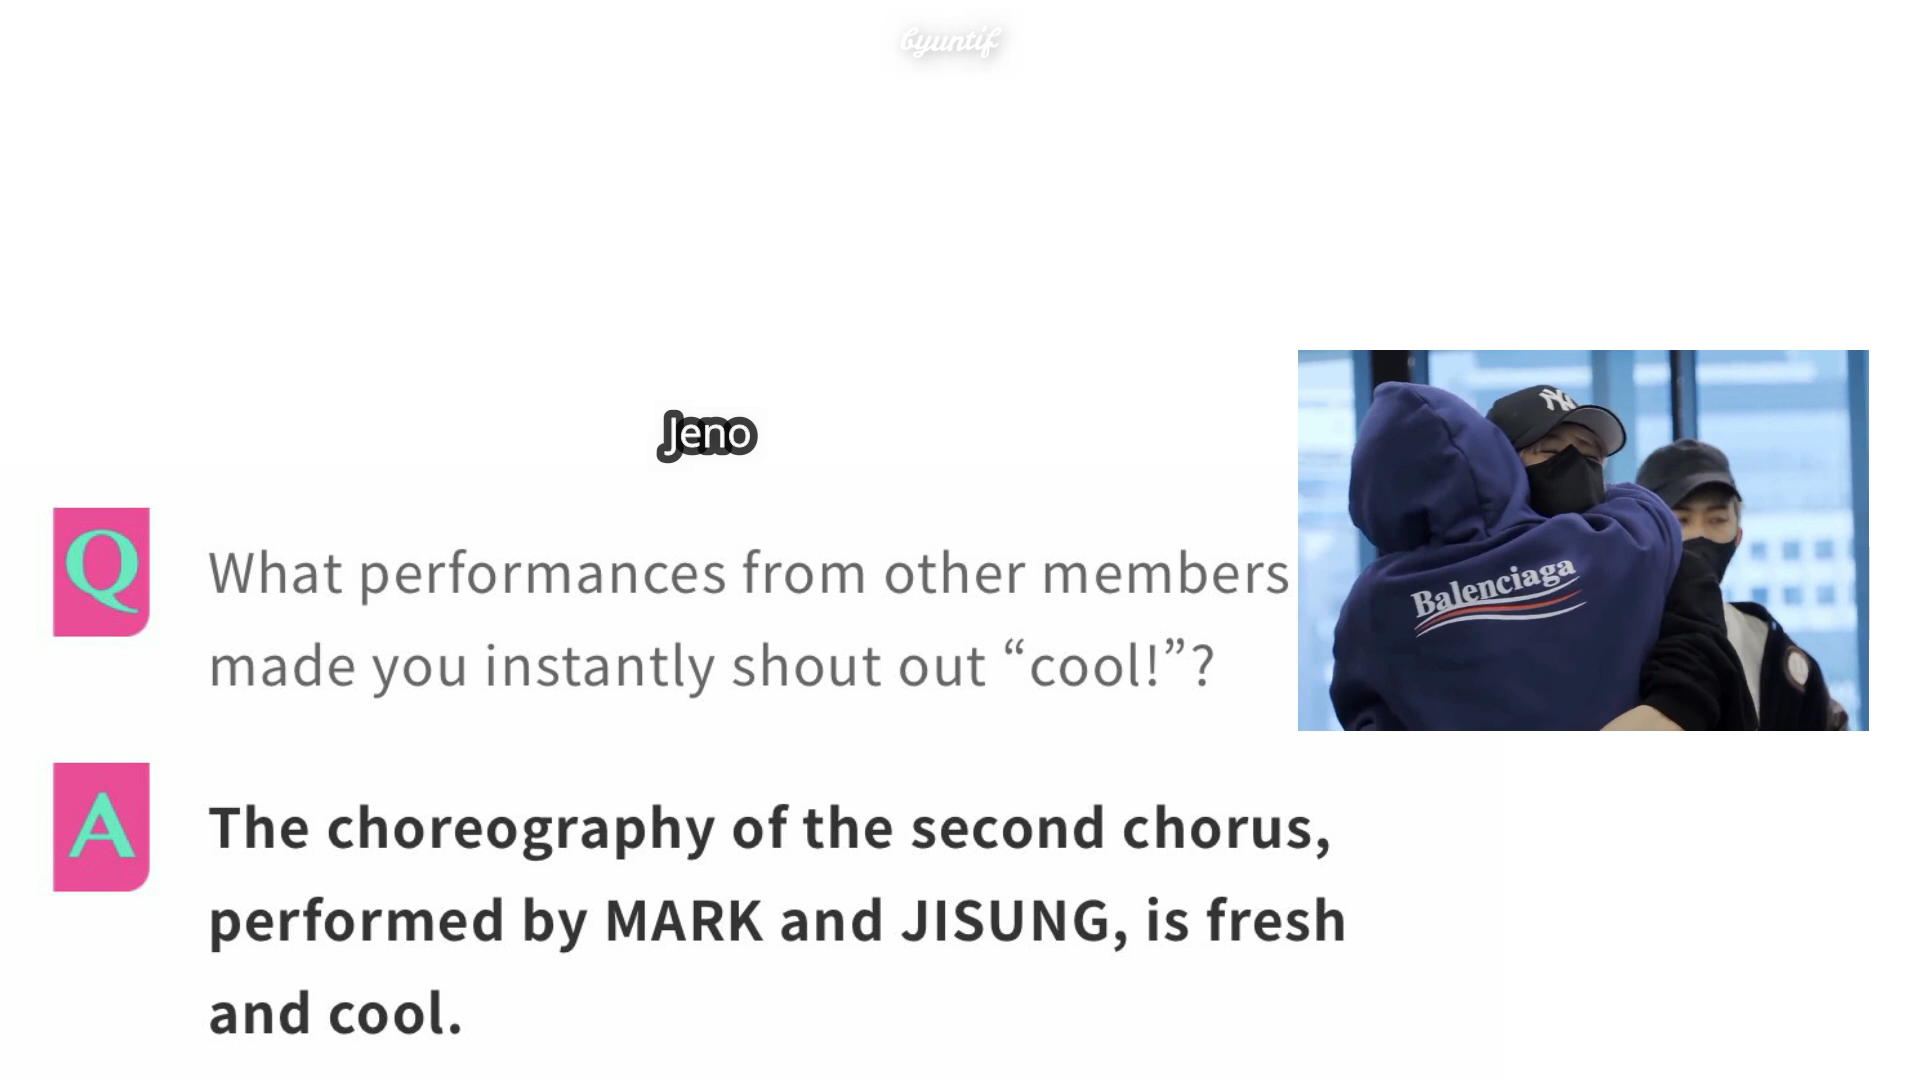 byuntif
Jeno
Q
What performances from other members
made you instantly shout out “cool!”?
NY
Balenciaga
A
The choreography of the second chorus,
performed by MARK and JISUNG, is fresh
and cool.